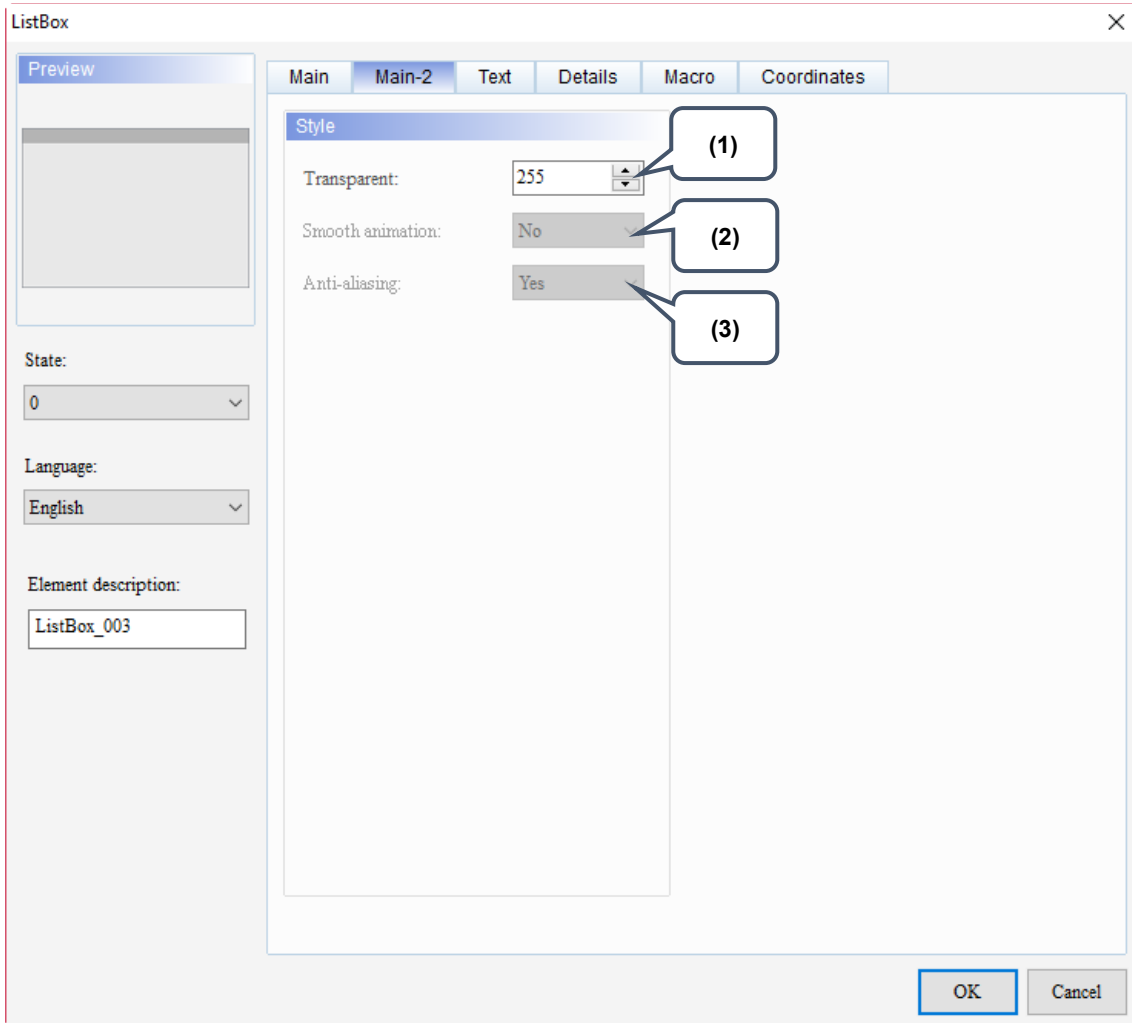 ListBox
Preview
Main Main-2 Text Details Macro Coordinates
Style
Transparent: 255
(1)
Smooth animation: No
(2)
Anti-aliasing: Yes
(3)
State:
0
Language:
English
Element description:
ListBox_003
OK Cancel